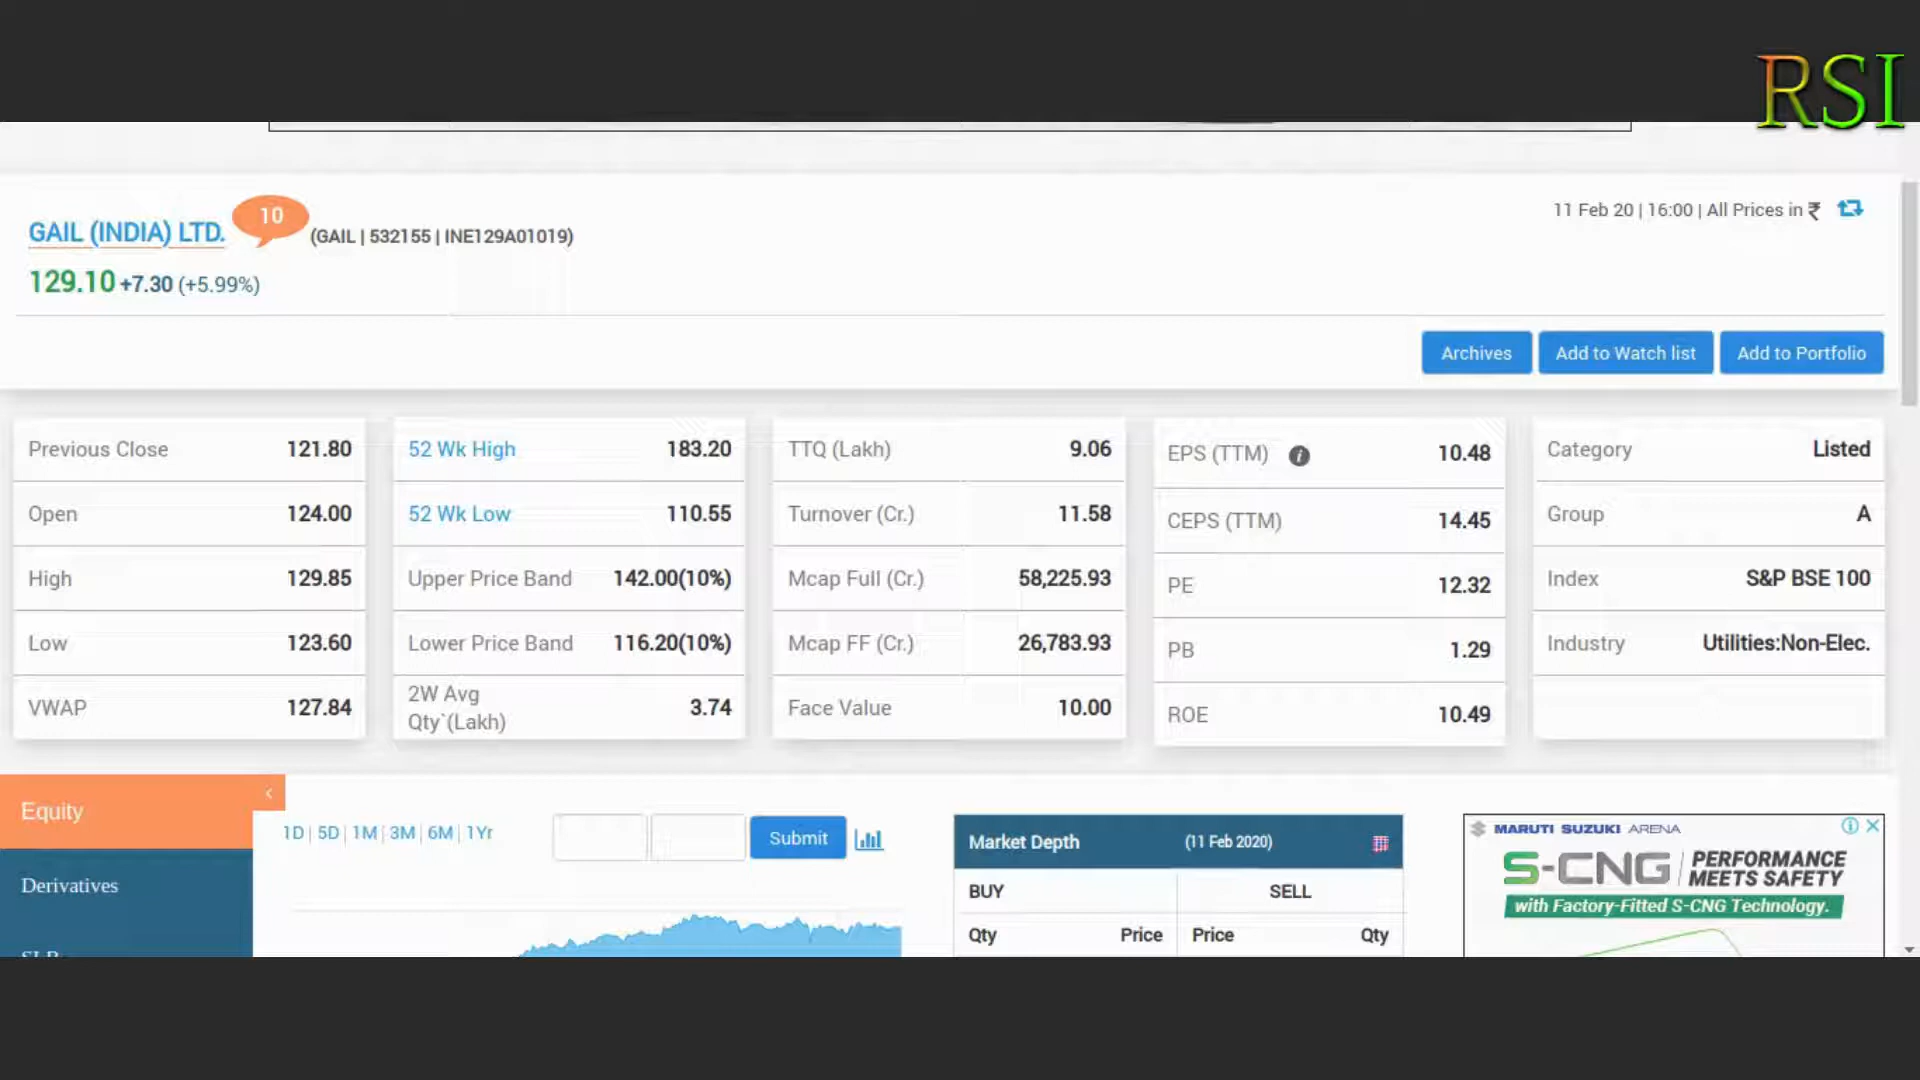 RSI
GAIL (INDIA) LTD.
10
(GAIL | 532155 | INE129A01019)
11 Feb 20 | 16:00 | All Prices in ₹
129.10 +7.30 (+5.99%)
Archives
Add to Watch list
Add to Portfolio
Previous Close 121.80
Open 124.00
High 129.85
Low 123.60
VWAP 127.84
52 Wk High 183.20
52 Wk Low 110.55
Upper Price Band 142.00(10%)
Lower Price Band 116.20(10%)
2W Avg
Qty`(Lakh) 3.74
TTQ (Lakh) 9.06
Turnover (Cr.) 11.58
Mcap Full (Cr.) 58,225.93
Mcap FF (Cr.) 26,783.93
Face Value 10.00
EPS (TTM) i 10.48
CEPS (TTM) 14.45
PE 12.32
PB 1.29
ROE 10.49
Category Listed
Group A
Index S&P BSE 100
Industry Utilities:Non-Elec.
Equity
Derivatives
1D | 5D | 1M | 3M | 6M | 1Yr
Submit
Market Depth (11 Feb 2020)
BUY SELL
Qty Price Price Qty
MARUTI SUZUKI ARENA
S-CNG PERFORMANCE
MEETS SAFETY
with Factory-Fitted S-CNG Technology.